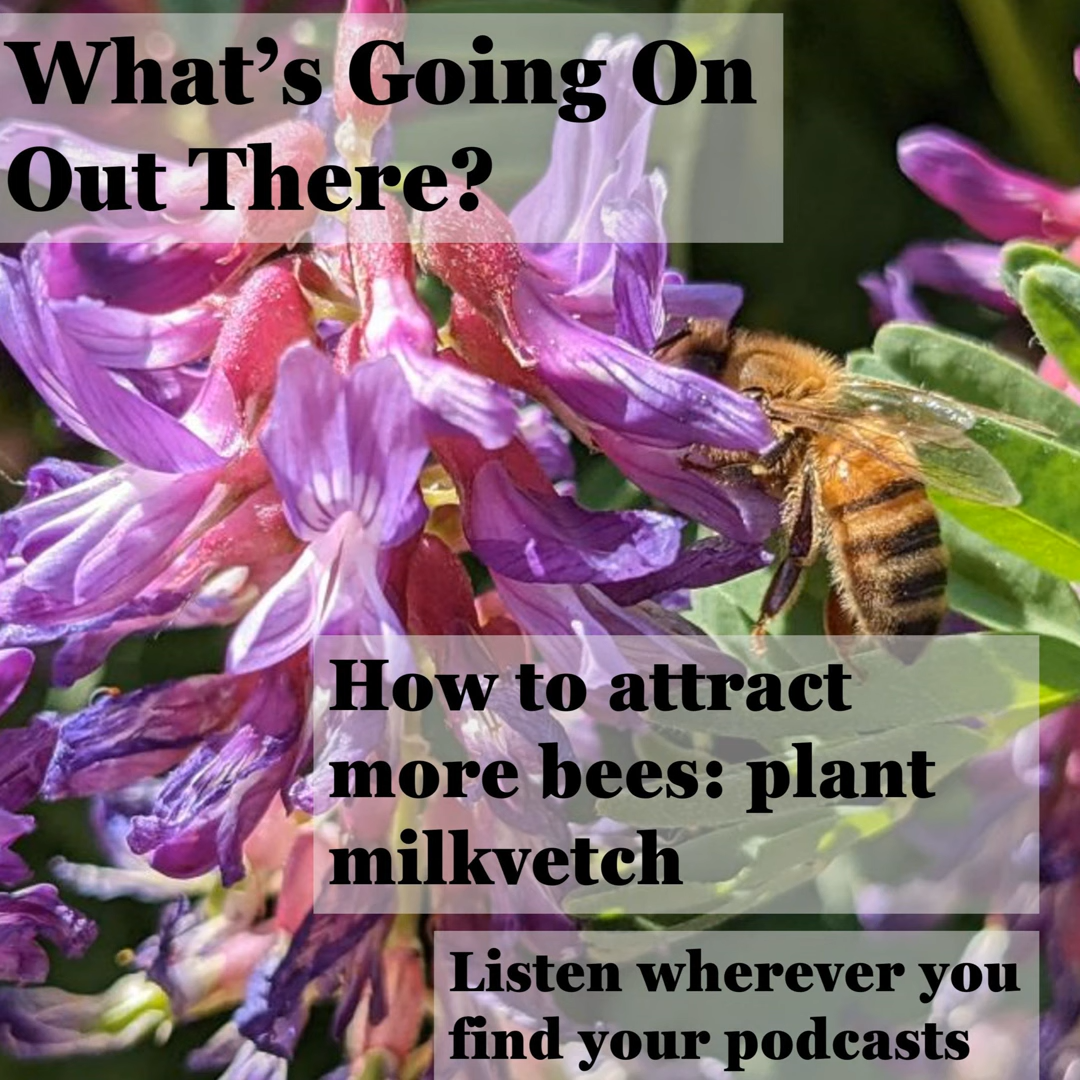 What’s Going On
Out There?
How to attract
more bees: plant
milkvetch
Listen wherever you
find your podcasts